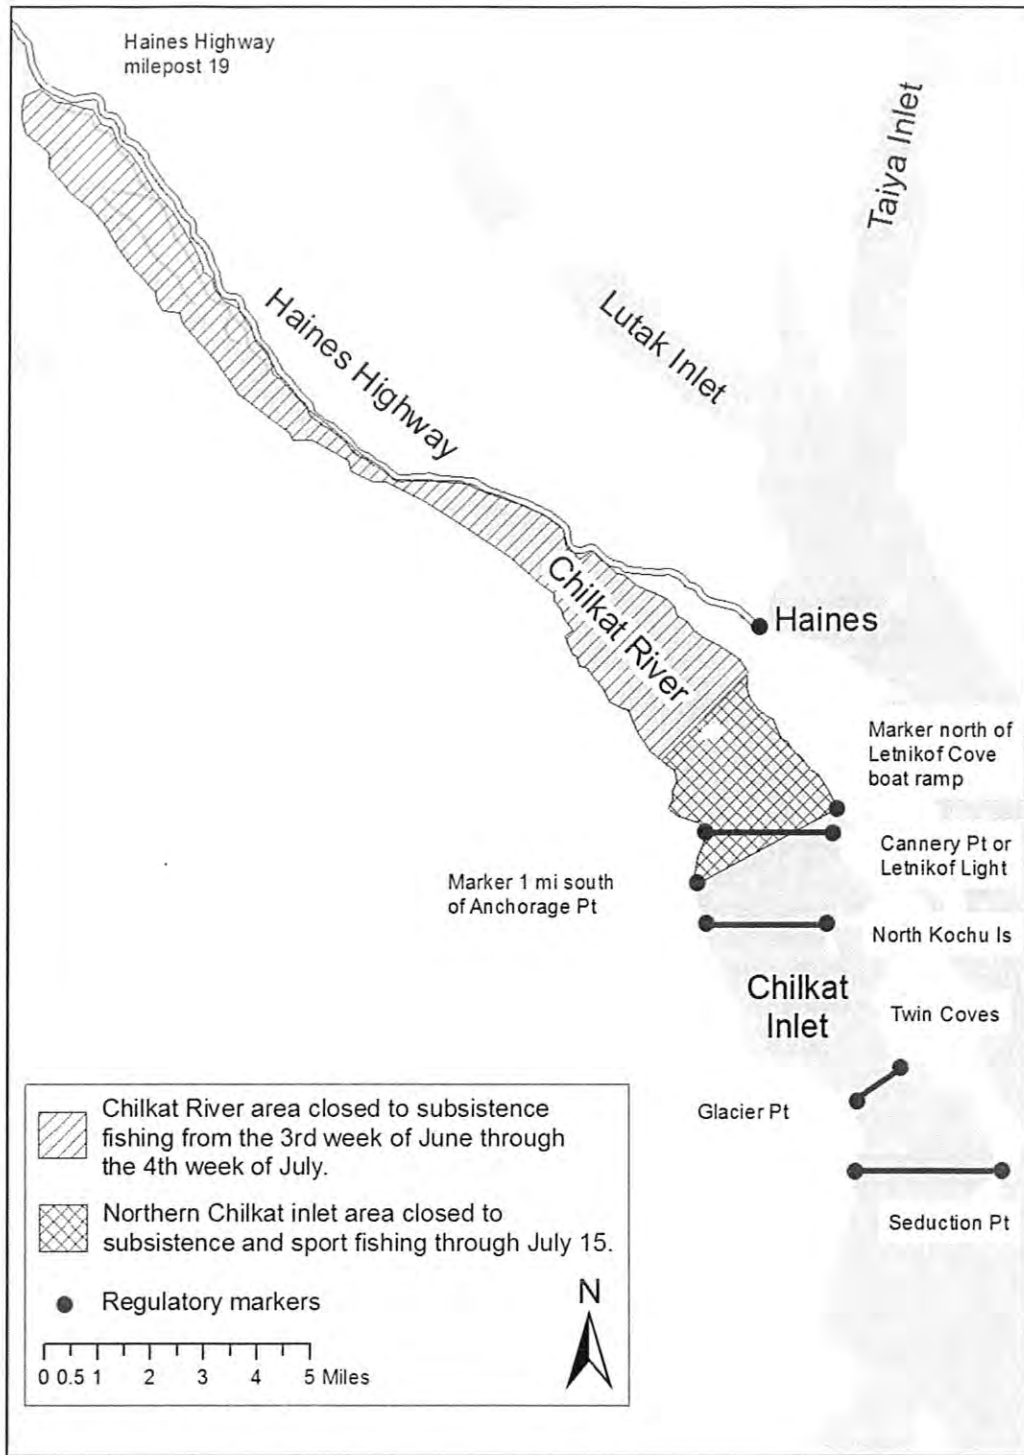 Haines Highway
milepost 19
Taiya Inlet
Lutak Inlet
Haines Highway
Chilkat River
Haines
Marker north of
Letnikof Cove
boat ramp
Cannery Pt or
Letnikof Light
Marker 1 mi south
of Anchorage Pt
North Kochu Is
Chilkat
Inlet
Twin Coves
Glacier Pt
Seduction Pt
Chilkat River area closed to subsistence
fishing from the 3rd week of June through
the 4th week of July.
Northern Chilkat inlet area closed to
subsistence and sport fishing through July 15.
Regulatory markers
N
0 0.5 1 2 3 4 5 Miles